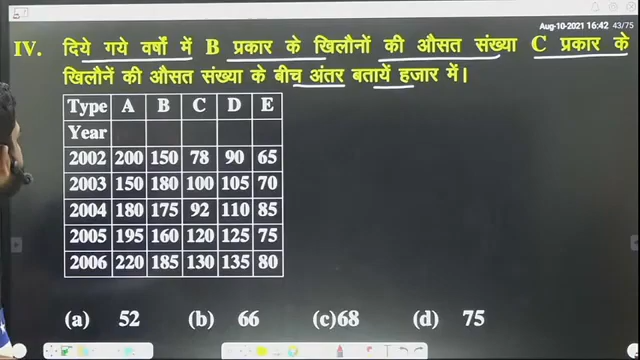 Aug-10-2021 16:42 43/75
IV. दिये गये वर्षों में B प्रकार के खिलौनों की औसत संख्या C प्रकार के
खिलौनें की औसत संख्या के बीच अंतर बतायें हजार में।
Type A B C D E
Year
2002 200 150 78 90 65
2003 150 180 100 105 70
2004 180 175 92 110 85
2005 195 160 120 125 75
2006 220 185 130 135 80
(a) 52 (b) 66 (c)68 (d) 75